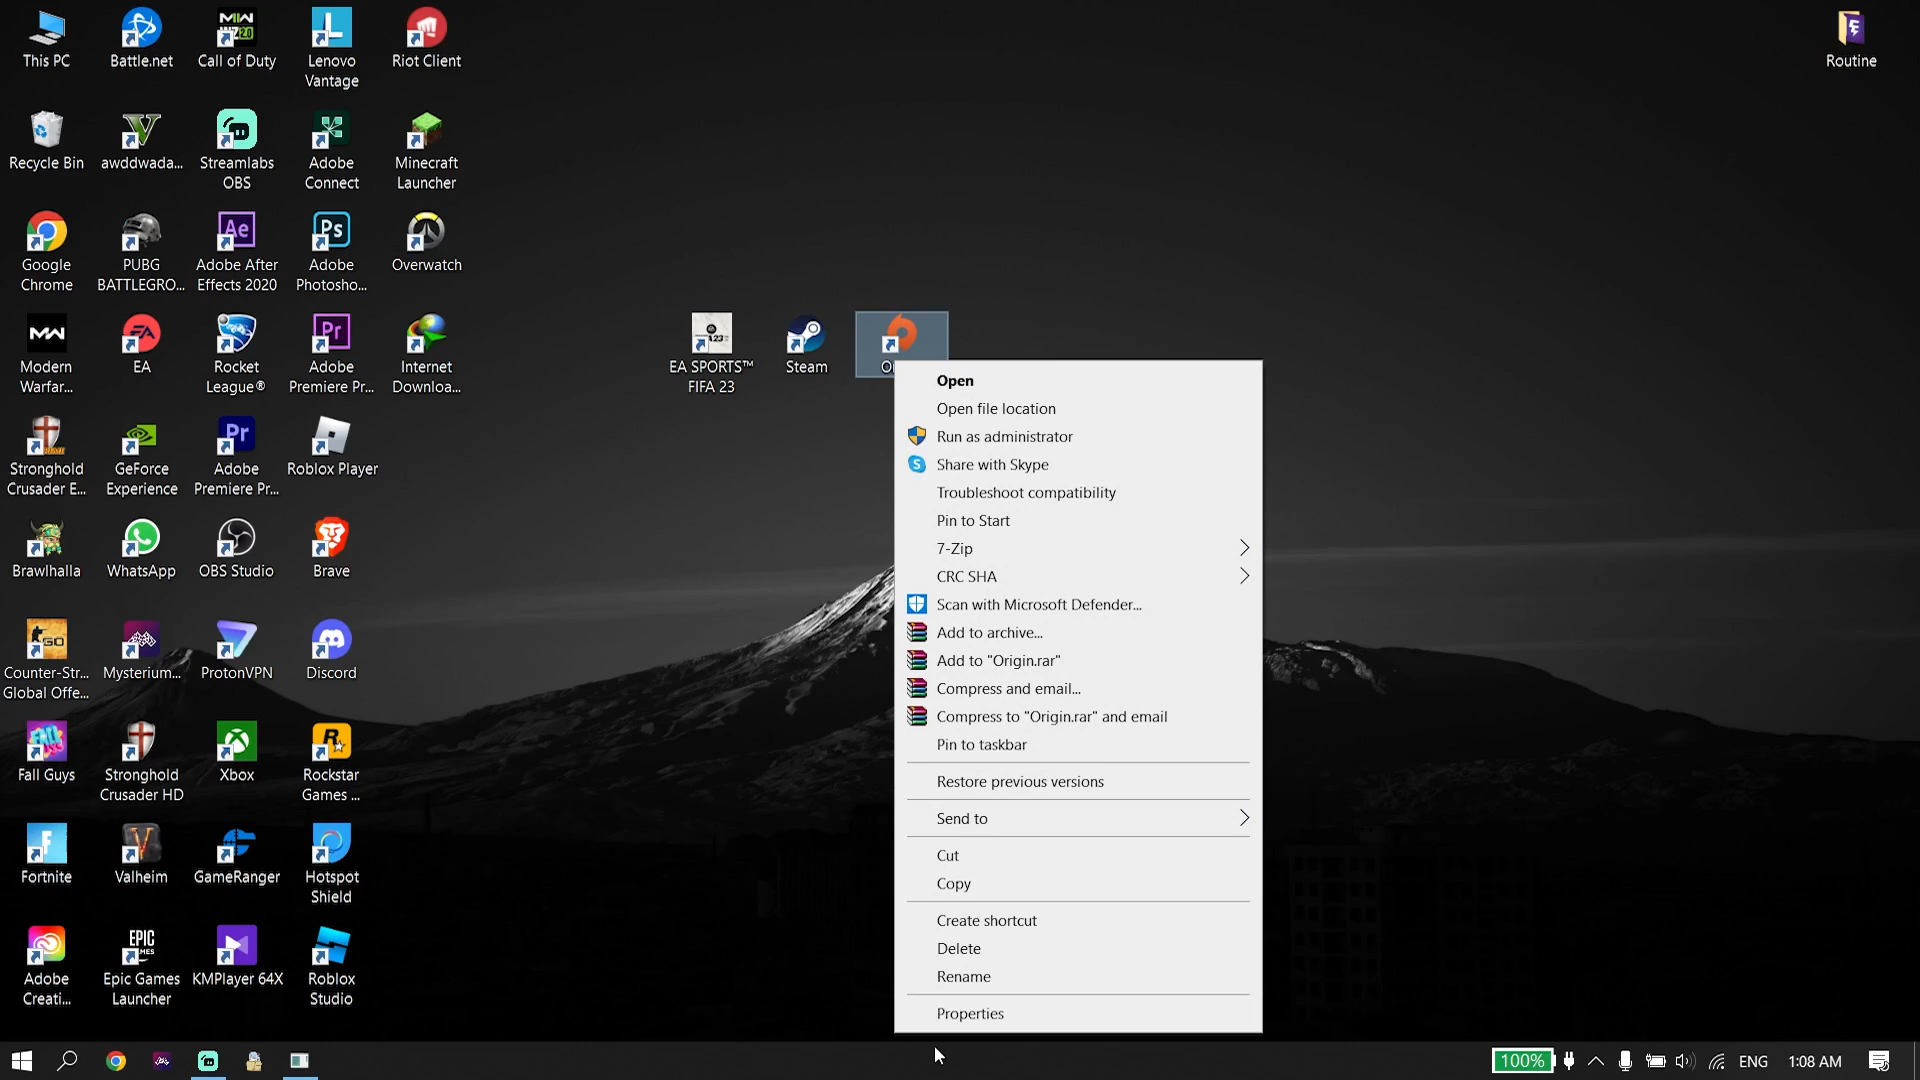 This PC
Battle.net
Call of Duty
Lenovo
Vantage
Riot Client
Routine
Recycle Bin
awddwada...
Streamlabs
OBS
Adobe
Connect
Minecraft
Launcher
Google
Chrome
PUBG
BATTLEGRO...
Adobe After
Effects 2020
Adobe
Photosho...
Overwatch
Modern
Warfar...
EA
Rocket
League®
Adobe
Premiere Pr...
Internet
Downloa...
EA SPORTS™
FIFA 23
Steam
Stronghold
Crusader E...
GeForce
Experience
Adobe
Premiere Pr...
Roblox Player
Brawlhalla
WhatsApp
OBS Studio
Brave
Counter-Str...
Global Offe...
Mysterium...
ProtonVPN
Discord
Fall Guys
Stronghold
Crusader HD
Xbox
Rockstar
Games ...
Fortnite
Valheim
GameRanger
Hotspot
Shield
Adobe
Creati...
Epic Games
Launcher
KMPlayer 64X
Roblox
Studio
Open
Open file location
Run as administrator
Share with Skype
Troubleshoot compatibility
Pin to Start
7-Zip
CRC SHA
Scan with Microsoft Defender...
Add to archive...
Add to "Origin.rar"
Compress and email...
Compress to "Origin.rar" and email
Pin to taskbar
Restore previous versions
Send to
Cut
Copy
Create shortcut
Delete
Rename
Properties
100%
ENG
1:08 AM